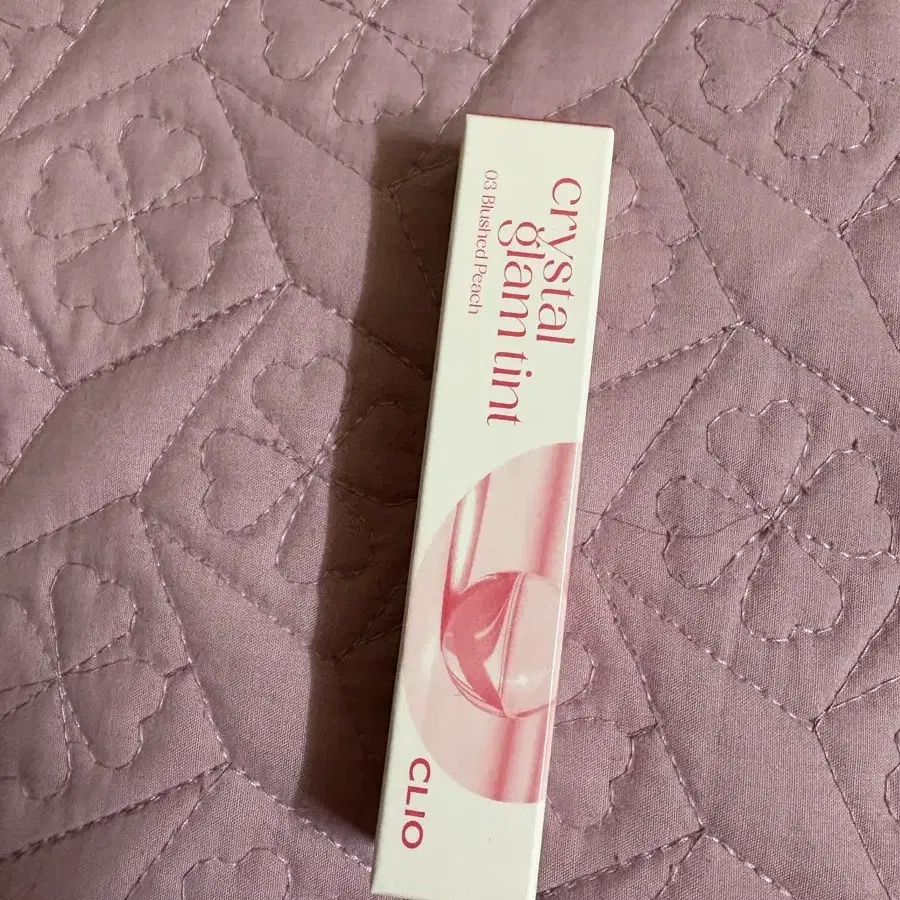 crystal
glam tint
03 Blushed Peach
CLIO